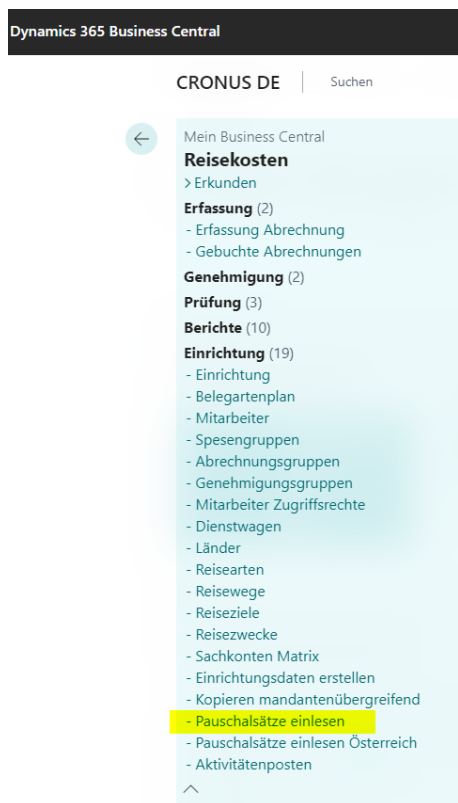 Dynamics 365 Business Central
CRONUS DE | Suchen
Mein Business Central
Reisekosten
> Erkunden
Erfassung (2)
- Erfassung Abrechnung
- Gebuchte Abrechnungen
Genehmigung (2)
Prüfung (3)
Berichte (10)
Einrichtung (19)
- Einrichtung
- Belegartenplan
- Mitarbeiter
- Spesengruppen
- Abrechnungsgruppen
- Genehmigungsgruppen
- Mitarbeiter Zugriffsrechte
- Dienstwagen
- Länder
- Reisearten
- Reisewege
- Reiseziele
- Reisezwecke
- Sachkonten Matrix
- Einrichtungsdaten erstellen
- Kopieren mandantenübergreifend
- Pauschalsätze einlesen
- Pauschalsätze einlesen Österreich
- Aktivitätenposten